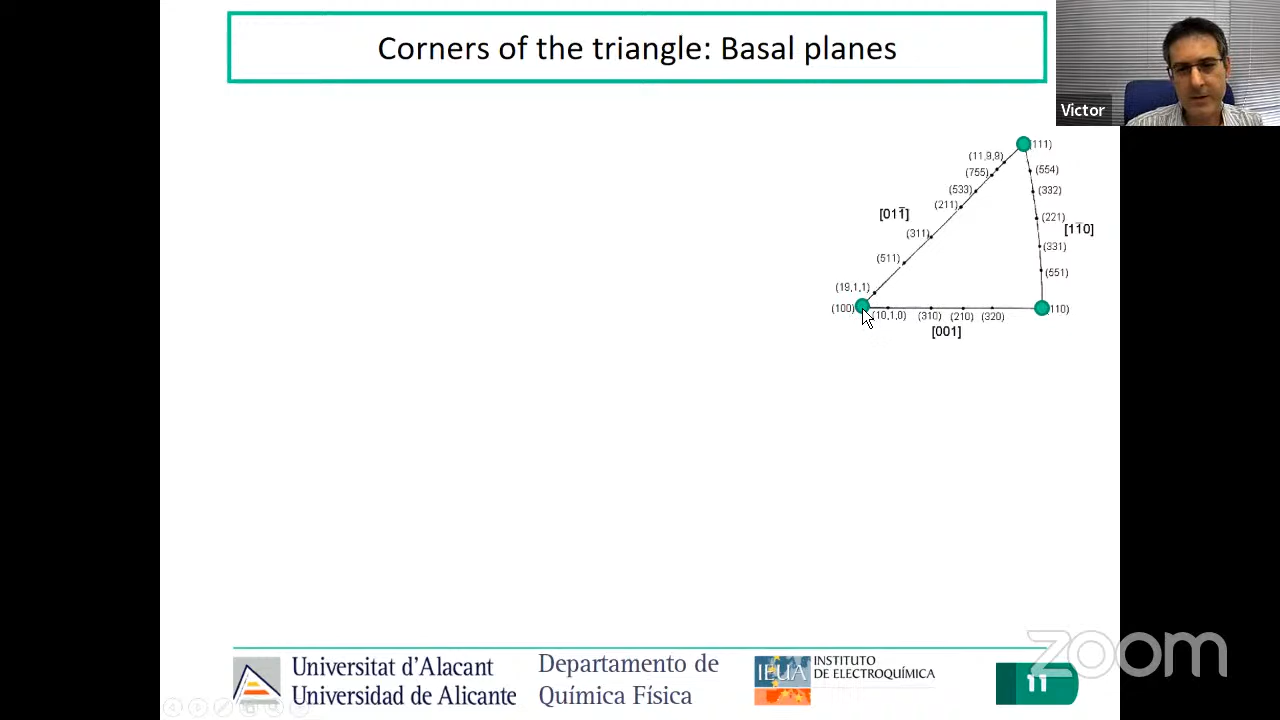 Corners of the triangle: Basal planes
Victor
(111)
(11,9,9)
(755)
(554)
(533)
(332)
(211)
[011̅]
(221)
[11̅0]
(311)
(331)
(511)
(551)
(19,1,1)
(100)
(10,1,0)
(310)
(210)
(320)
110)
[001]
zoom
Universitat d'Alacant
Universidad de Alicante
Departamento de
Química Física
IEUA
INSTITUTO
DE ELECTROQUÍMICA
11